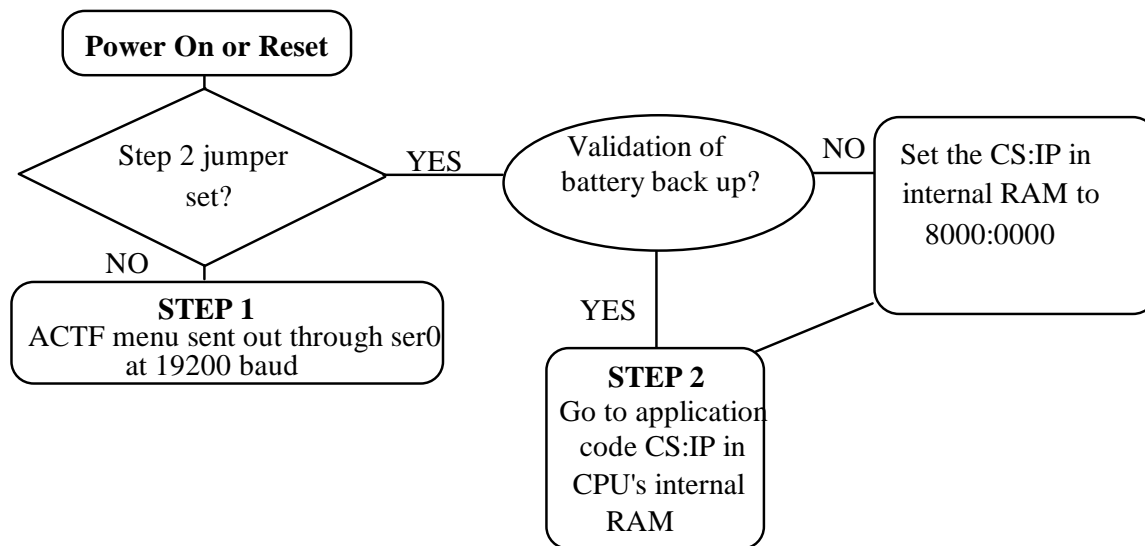 Power On or Reset
Step 2 jumper
set?
YES
Validation of
battery back up?
NO
Set the CS:IP in
internal RAM to
8000:0000
NO
STEP 1
ACTF menu sent out through ser0
at 19200 baud
YES
STEP 2
Go to application
code CS:IP in
CPU's internal
RAM